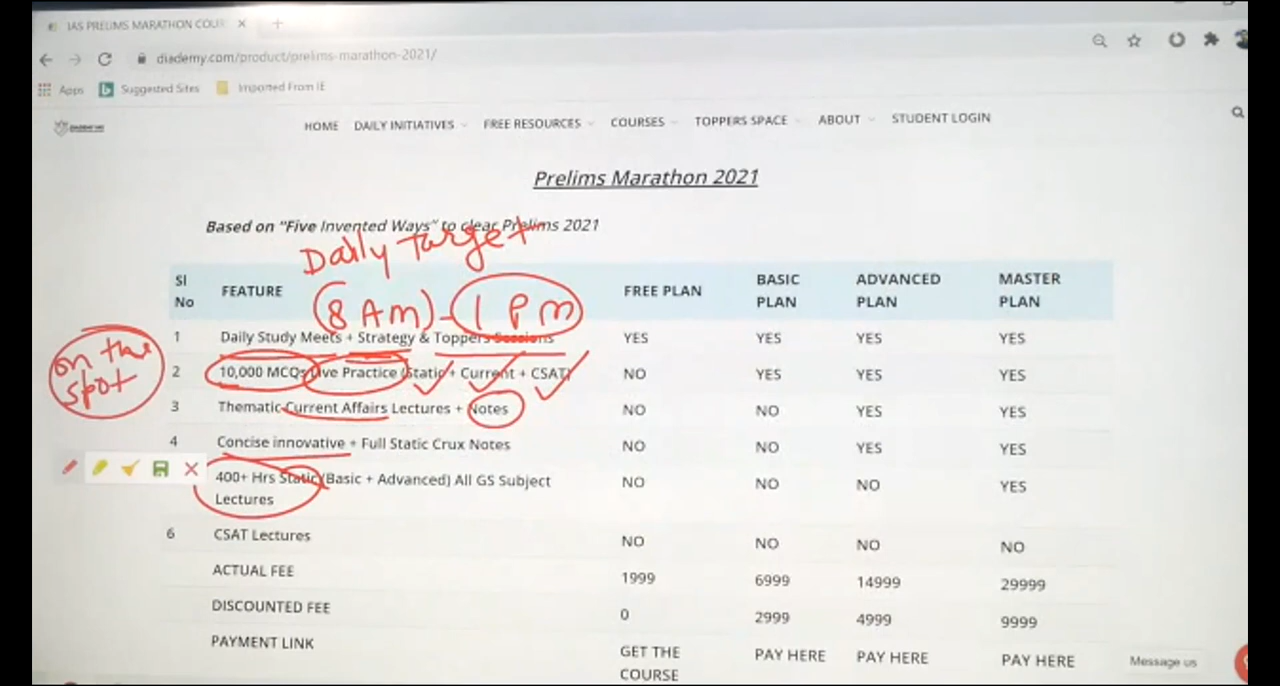 IAS PRELIMS MARATHON COU
diademy.com/product/prelims-marathon-2021/
Apps Suggested Sites Imported From IE
HOME DAILY INITIATIVES FREE RESOURCES COURSES TOPPERS SPACE ABOUT STUDENT LOGIN
Prelims Marathon 2021
Based on "Five Invented Ways" to clear Prelims 2021
Daily Target
Sl No FEATURE FREE PLAN BASIC PLAN ADVANCED PLAN MASTER PLAN
8 AM - 1 PM
1 Daily Study Meets + Strategy & Toppers Sessions YES YES YES YES
on the spot
2 10,000 MCQs Live Practice (Static + Current + CSAT) NO YES YES YES
3 Thematic Current Affairs Lectures + Notes NO NO YES YES
4 Concise innovative + Full Static Crux Notes NO NO YES YES
400+ Hrs Static (Basic + Advanced) All GS Subject NO NO NO YES
Lectures
6 CSAT Lectures NO NO NO NO
ACTUAL FEE 1999 6999 14999 29999
DISCOUNTED FEE 0 2999 4999 9999
PAYMENT LINK GET THE COURSE PAY HERE PAY HERE PAY HERE
Message us